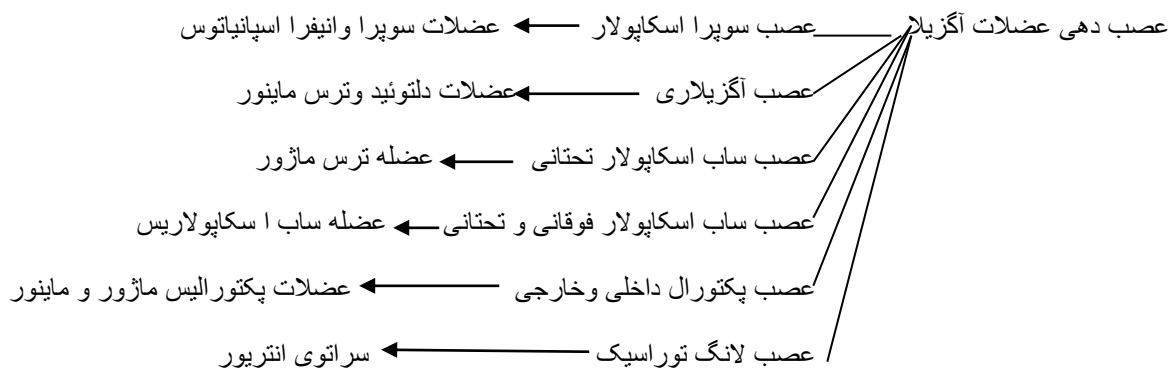 عصب دهی عضلات آگزیلا عصب سوپرا اسکاپولار عضلات سوپرا وانیفرا اسپانیاتوس
عصب آگزیلاری عضلات دلتوئید وترس ماینور
عصب ساب اسکاپولار تحتانی عضله ترس ماژور
عصب ساب اسکاپولار فوقانی و تحتانی عضله ساب ا سکاپولاریس
عصب پکتورال داخلی وخارجی عضلات پکتورالیس ماژور و ماینور
عصب لانگ توراسیک سراتوی انتریور